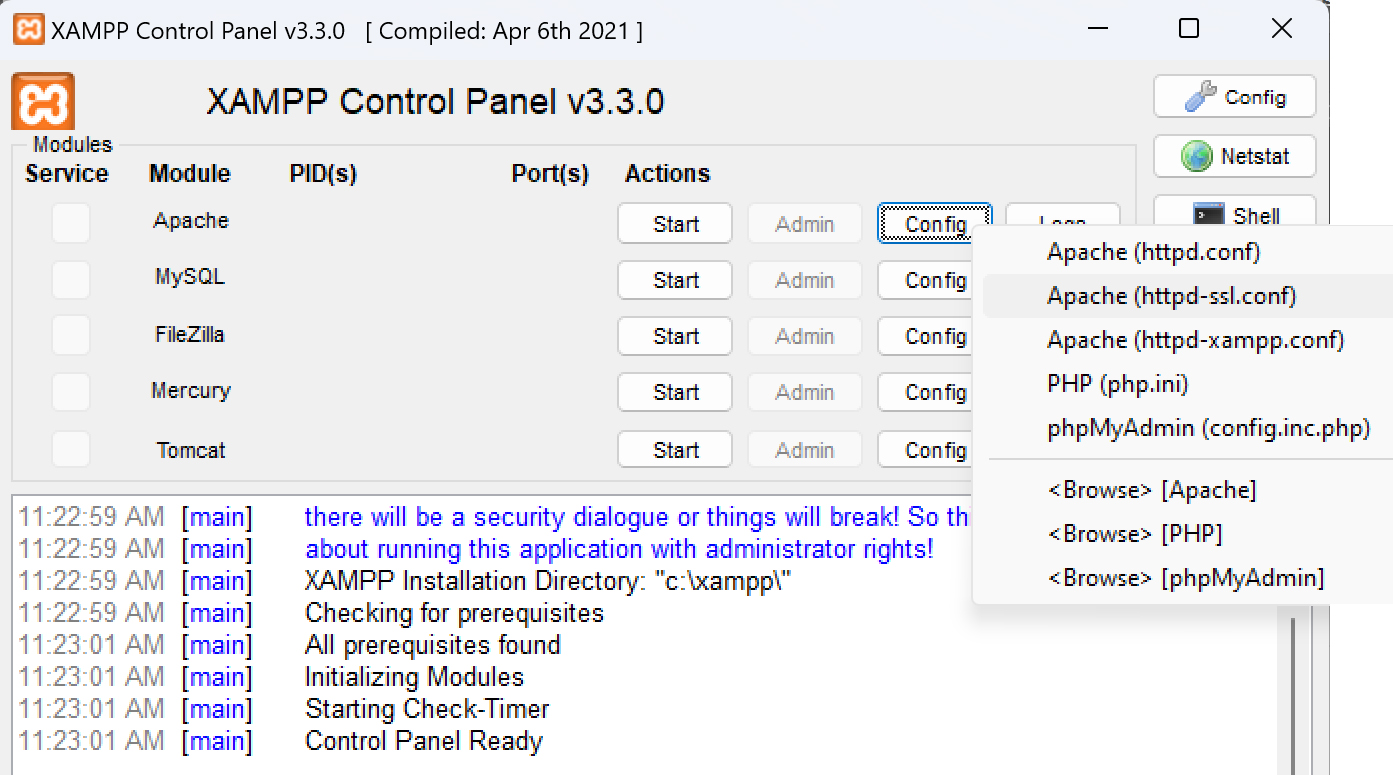 XAMPP Control Panel v3.3.0 [ Compiled: Apr 6th 2021 ]
XAMPP Control Panel v3.3.0
Config
Modules
Netstat
Service Module PID(s) Port(s) Actions
Shell
Apache Start Admin Config Logs
MySQL Start Admin Config
FileZilla Start Admin Config
Mercury Start Admin Config
Tomcat Start Admin Config
Apache (httpd.conf)
Apache (httpd-ssl.conf)
Apache (httpd-xampp.conf)
PHP (php.ini)
phpMyAdmin (config.inc.php)
<Browse> [Apache]
<Browse> [PHP]
<Browse> [phpMyAdmin]
11:22:59 AM [main] there will be a security dialogue or things will break! So
11:22:59 AM [main] about running this application with administrator rights!
11:22:59 AM [main] XAMPP Installation Directory: "c:\xampp\"
11:22:59 AM [main] Checking for prerequisites
11:23:01 AM [main] All prerequisites found
11:23:01 AM [main] Initializing Modules
11:23:01 AM [main] Starting Check-Timer
11:23:01 AM [main] Control Panel Ready